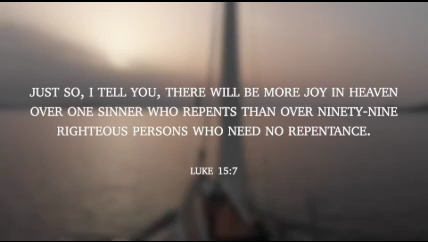 JUST SO, I TELL YOU, THERE WILL BE MORE JOY IN HEAVEN
OVER ONE SINNER WHO REPENTS THAN OVER NINETY-NINE
RIGHTEOUS PERSONS WHO NEED NO REPENTANCE.
LUKE 15:7